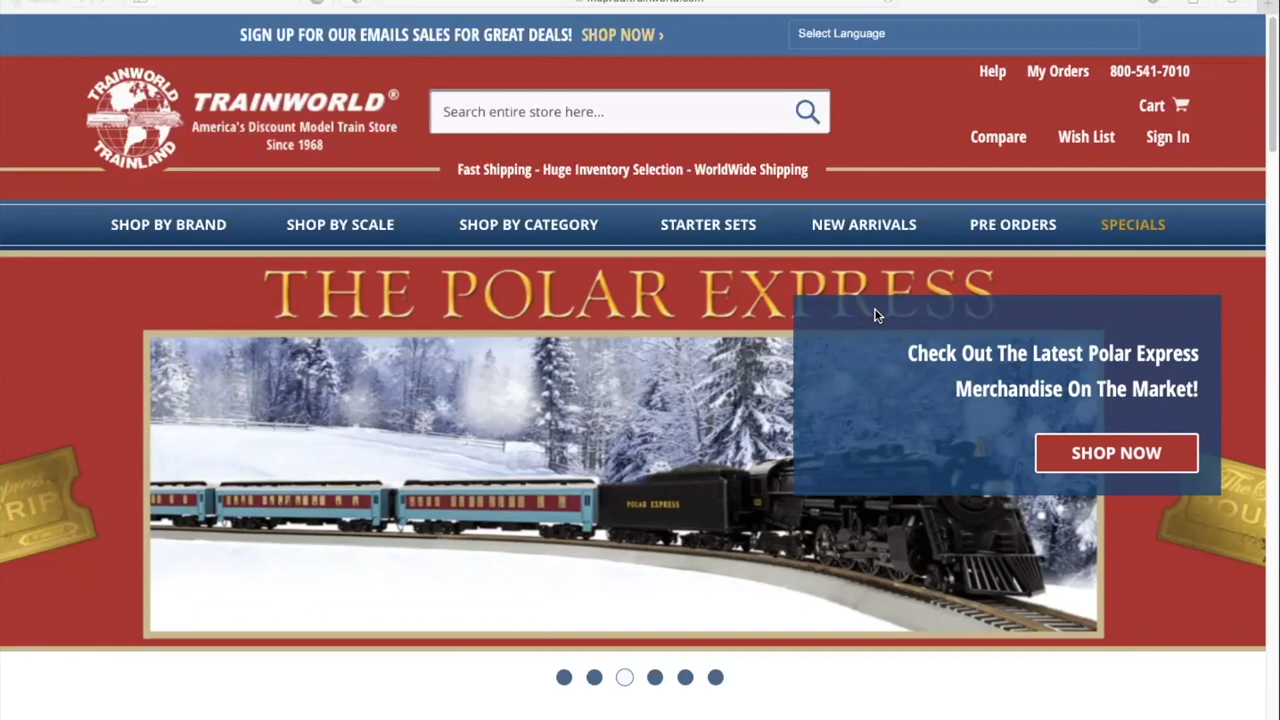 SIGN UP FOR OUR EMAILS SALES FOR GREAT DEALS! SHOP NOW ›
Select Language
Help My Orders 800-541-7010
TRAINWORLD
TRAINLAND
TRAINWORLD®
America's Discount Model Train Store
Since 1968
Search entire store here...
Cart
Compare Wish List Sign In
Fast Shipping - Huge Inventory Selection - WorldWide Shipping
SHOP BY BRAND SHOP BY SCALE SHOP BY CATEGORY STARTER SETS NEW ARRIVALS PRE ORDERS SPECIALS
THE POLAR EXPRESS
Check Out The Latest Polar Express
Merchandise On The Market!
SHOP NOW
POLAR EXPRESS